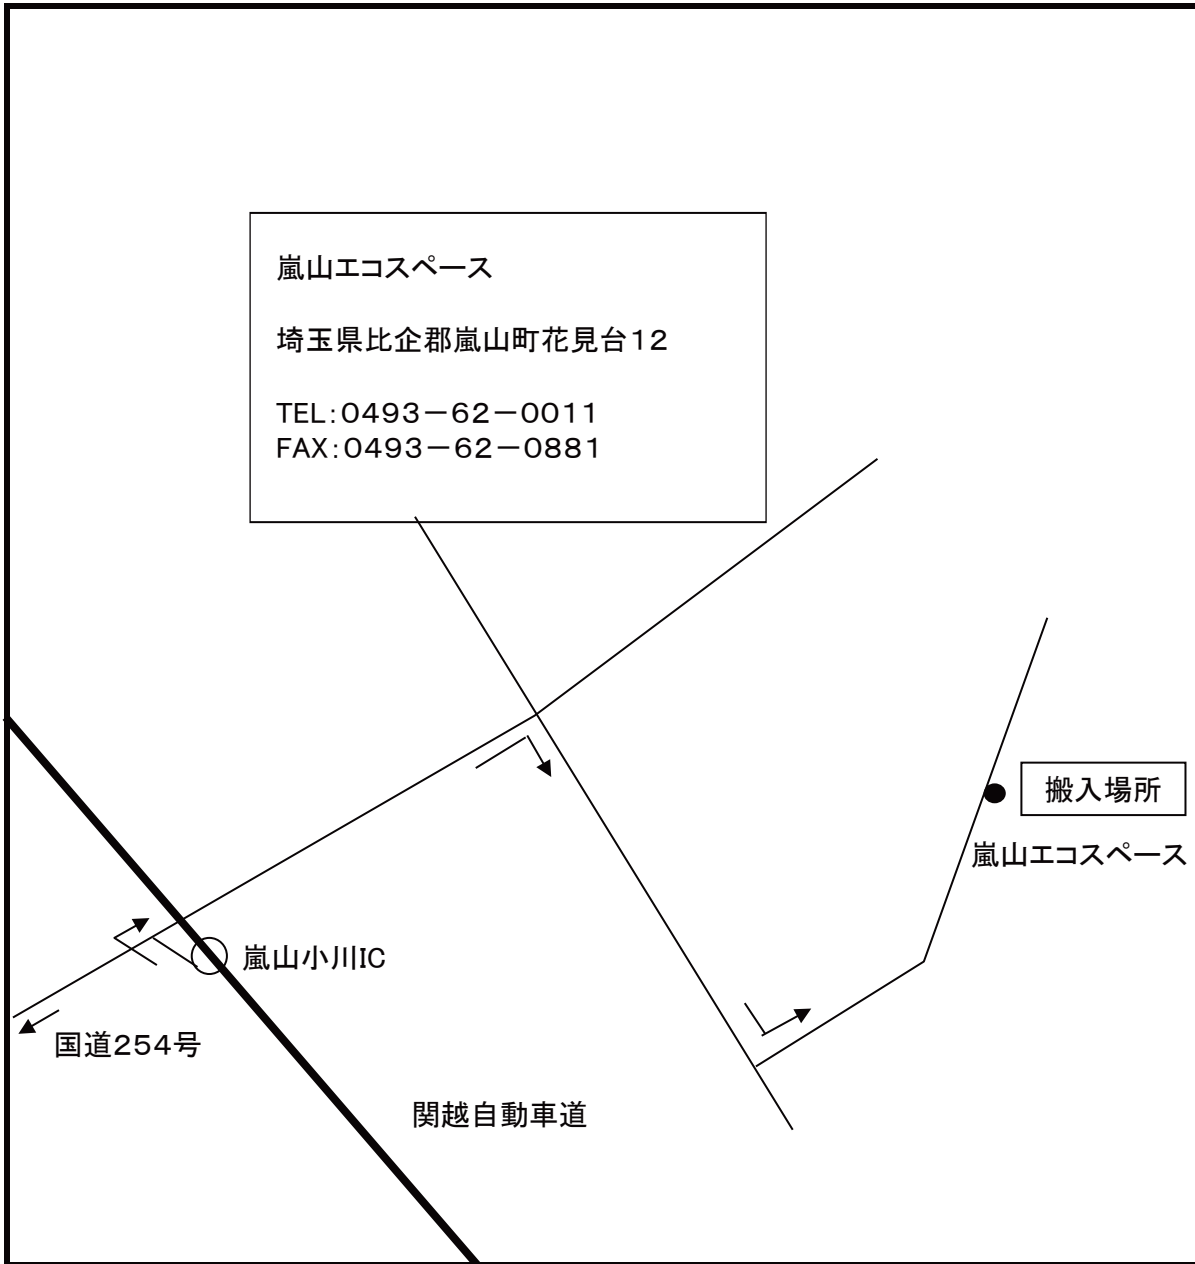 嵐山エコスペース
埼玉県比企郡嵐山町花見台12
TEL:0493-62-0011
FAX:0493-62-0881
搬入場所
嵐山エコスペース
嵐山小川IC
国道254号
関越自動車道